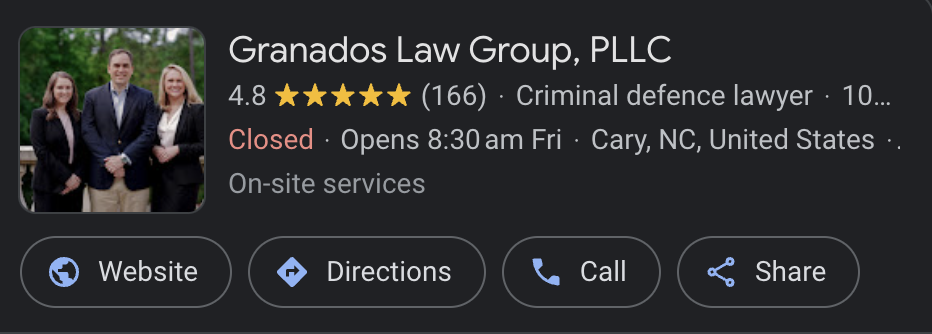 Granados Law Group, PLLC
4.8 ★★★★★ (166) · Criminal defence lawyer · 10...
Closed · Opens 8:30 am Fri · Cary, NC, United States · .
On-site services
Website Directions Call Share